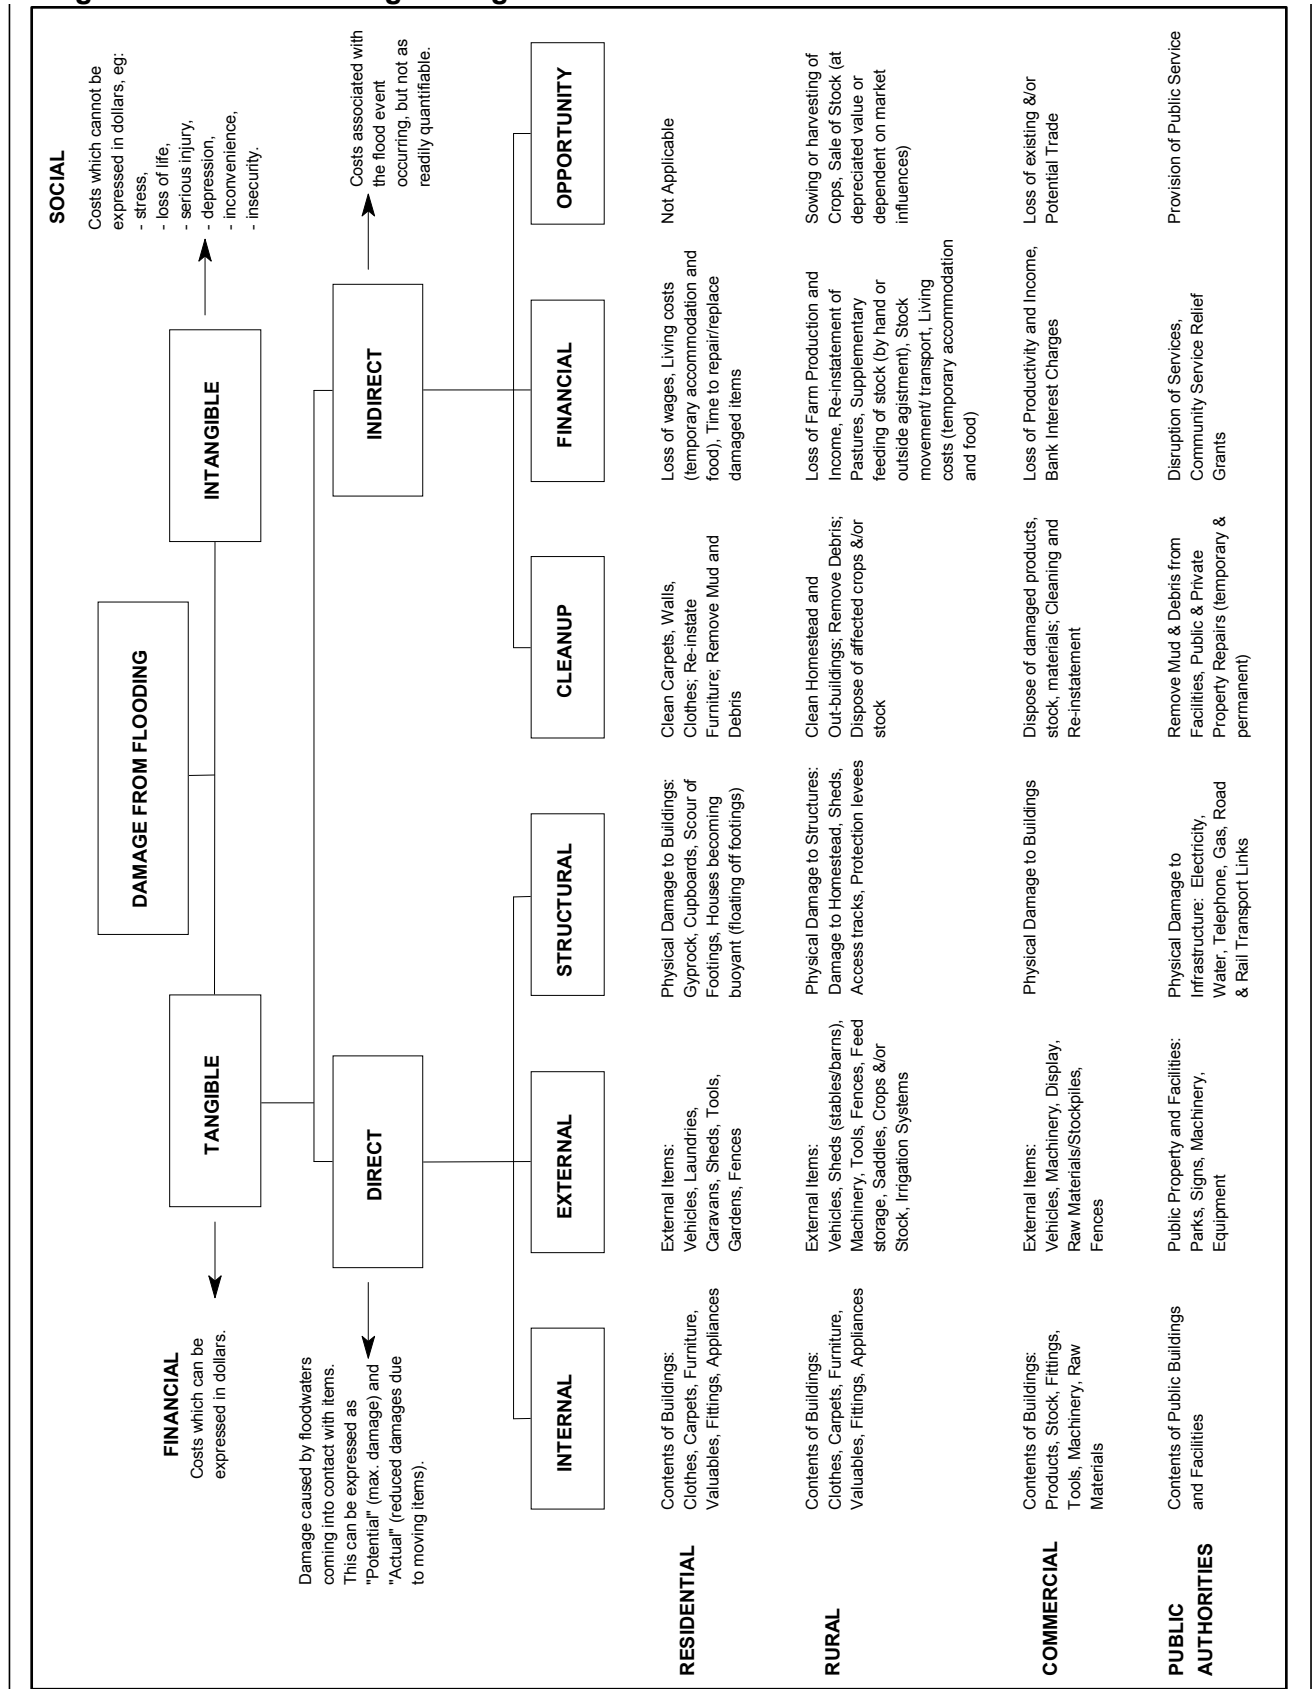 DAMAGE FROM FLOODING
FINANCIAL
Costs which can be
expressed in dollars.
TANGIBLE
INTANGIBLE
SOCIAL
Costs which cannot be
expressed in dollars, eg:
- stress,
- loss of life,
- serious injury,
- depression,
- inconvenience,
- insecurity.
Damage caused by floodwaters
coming into contact with items.
This can be expressed as
"Potential" (max. damage) and
"Actual" (reduced damages due
to moving items).
DIRECT
INDIRECT
Costs associated with
the flood event
occurring, but not as
readily quantifiable.
INTERNAL
EXTERNAL
STRUCTURAL
CLEANUP
FINANCIAL
OPPORTUNITY
RESIDENTIAL
Contents of Buildings:
Clothes, Carpets, Furniture,
Valuables, Fittings, Appliances
External Items:
Vehicles, Laundries,
Caravans, Sheds, Tools,
Gardens, Fences
Physical Damage to Buildings:
Gyprock, Cupboards, Scour of
Footings, Houses becoming
buoyant (floating off footings)
Clean Carpets, Walls,
Clothes; Re-instate
Furniture; Remove Mud and
Debris
Loss of wages, Living costs
(temporary accommodation and
food), Time to repair/replace
damaged items
Not Applicable
RURAL
Contents of Buildings:
Clothes, Carpets, Furniture,
Valuables, Fittings, Appliances
External Items:
Vehicles, Sheds (stables/barns),
Machinery, Tools, Fences, Feed
storage, Saddles, Crops &/or
Stock, Irrigation Systems
Physical Damage to Structures:
Damage to Homestead, Sheds,
Access tracks, Protection levees
Clean Homestead and
Out-buildings; Remove Debris;
Dispose of affected crops &/or
stock
Loss of Farm Production and
Income, Re-instatement of
Pastures, Supplementary
feeding of stock (by hand or
outside agistment), Stock
movement/ transport, Living
costs (temporary accommodation
and food)
Sowing or harvesting of
Crops, Sale of Stock (at
depreciated value or
dependent on market
influences)
COMMERCIAL
Contents of Buildings:
Products, Stock, Fittings,
Tools, Machinery, Raw
Materials
External Items:
Vehicles, Machinery, Display,
Raw Materials/Stockpiles,
Fences
Physical Damage to Buildings
Dispose of damaged products,
stock, materials; Cleaning and
Re-instatement
Loss of Productivity and Income,
Bank Interest Charges
Loss of existing &/or
Potential Trade
PUBLIC
AUTHORITIES
Contents of Public Buildings
and Facilities
Public Property and Facilities:
Parks, Signs, Machinery,
Equipment
Physical Damage to
Infrastructure: Electricity,
Water, Telephone, Gas, Road
& Rail Transport Links
Remove Mud & Debris from
Facilities, Public & Private
Property Repairs (temporary &
permanent)
Disruption of Services,
Community Service Relief
Grants
Provision of Public Service